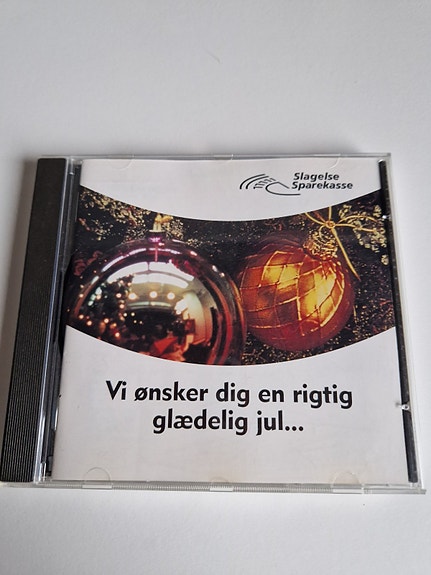 Slagelse
Sparekasse
Vi ønsker dig en rigtig
glædelig jul...